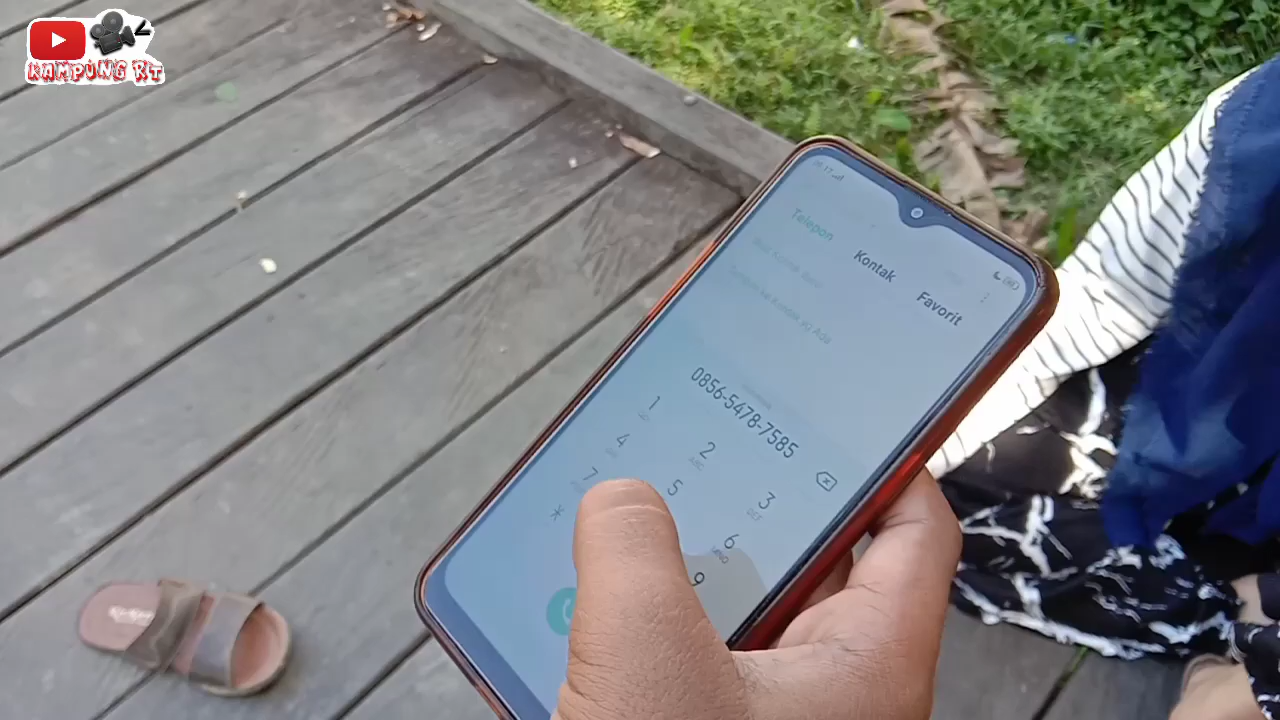 KAMPUNG RT
Telepon
Kontak
Favorit
0856-5478-7585
1
2
ABC
3
DEF
4
5
6
MNO
7
9
*